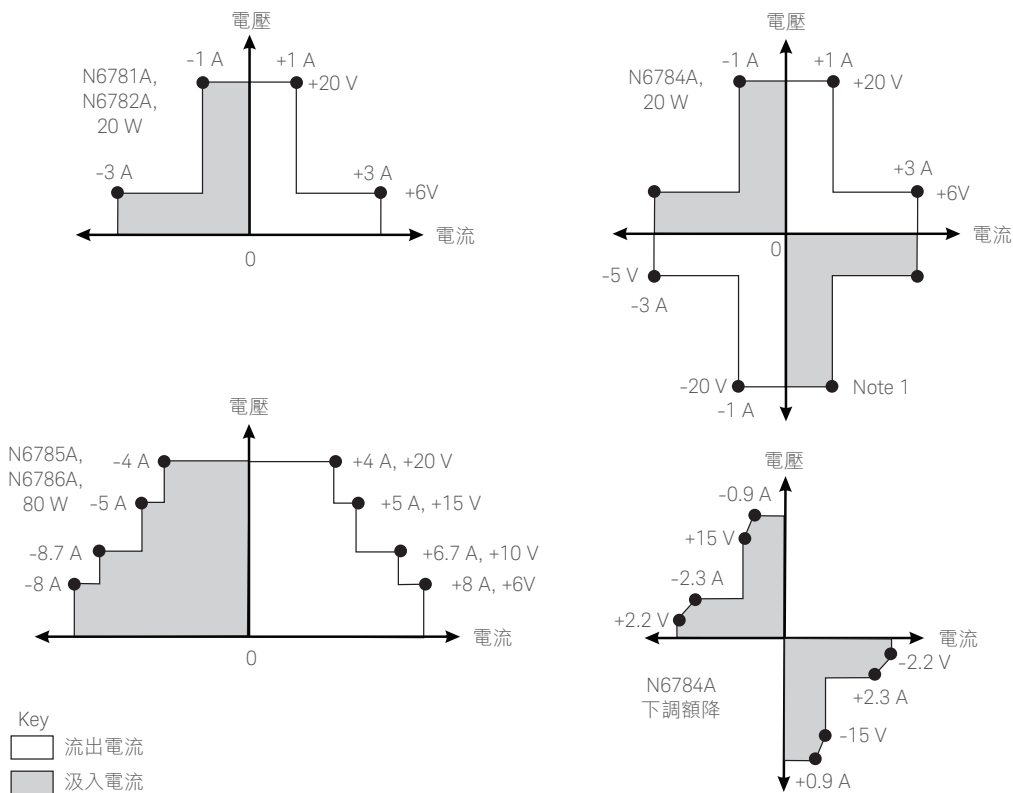 電壓
-1 A
+1 A
N6781A,
N6782A,
20 W
+20 V
-3 A
+3 A
+6V
電流
0
電壓
-1 A
+1 A
N6784A,
20 W
+20 V
+3 A
+6V
電流
0
-5 V
-3 A
-20 V
-1 A
Note 1
電壓
N6785A,
N6786A,
80 W
-4 A
+4 A, +20 V
-5 A
+5 A, +15 V
-8.7 A
+6.7 A, +10 V
-8 A
+8 A, +6V
電流
0
電壓
-0.9 A
+15 V
-2.3 A
+2.2 V
電流
-2.2 V
+2.3 A
N6784A
下調額降
-15 V
+0.9 A
Key
流出電流
汲入電流